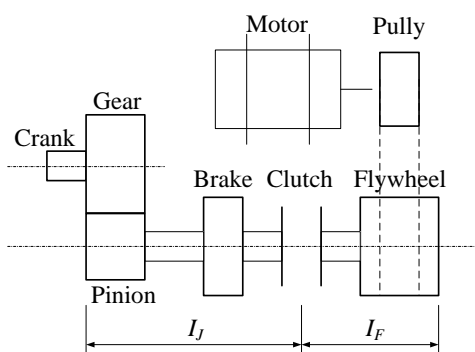 Motor
Pully
Gear
Crank
Brake
Clutch
Flywheel
Pinion
I_J
I_F